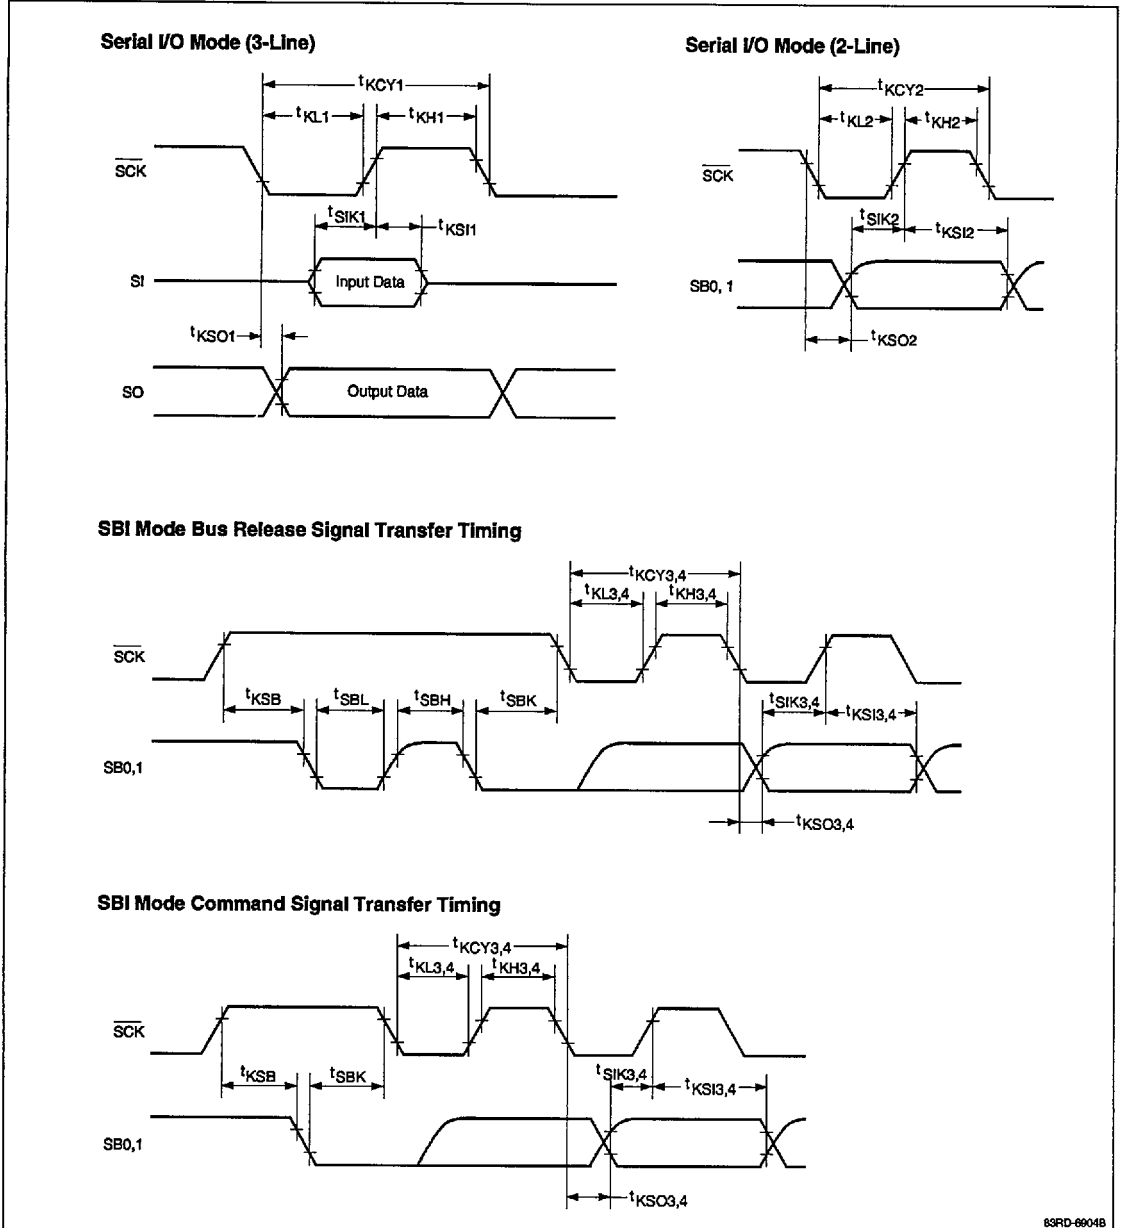 Serial I/O Mode (3-Line)
tKCY1
tKL1
tKH1
SCK
tSIK1
tKSI1
SI
Input Data
tKSO1
SO
Output Data
Serial I/O Mode (2-Line)
tKCY2
tKL2
tKH2
SCK
tSIK2
tKSI2
SB0, 1
tKSO2
SBI Mode Bus Release Signal Transfer Timing
tKCY3,4
tKL3,4
tKH3,4
SCK
tKSB
tSBL
tSBH
tSBK
tSIK3,4
tKSI3,4
SB0,1
tKSO3,4
SBI Mode Command Signal Transfer Timing
tKCY3,4
tKL3,4
tKH3,4
SCK
tKSB
tSBK
tSIK3,4
tKSI3,4
SB0,1
tKSO3,4
83RD-6904B